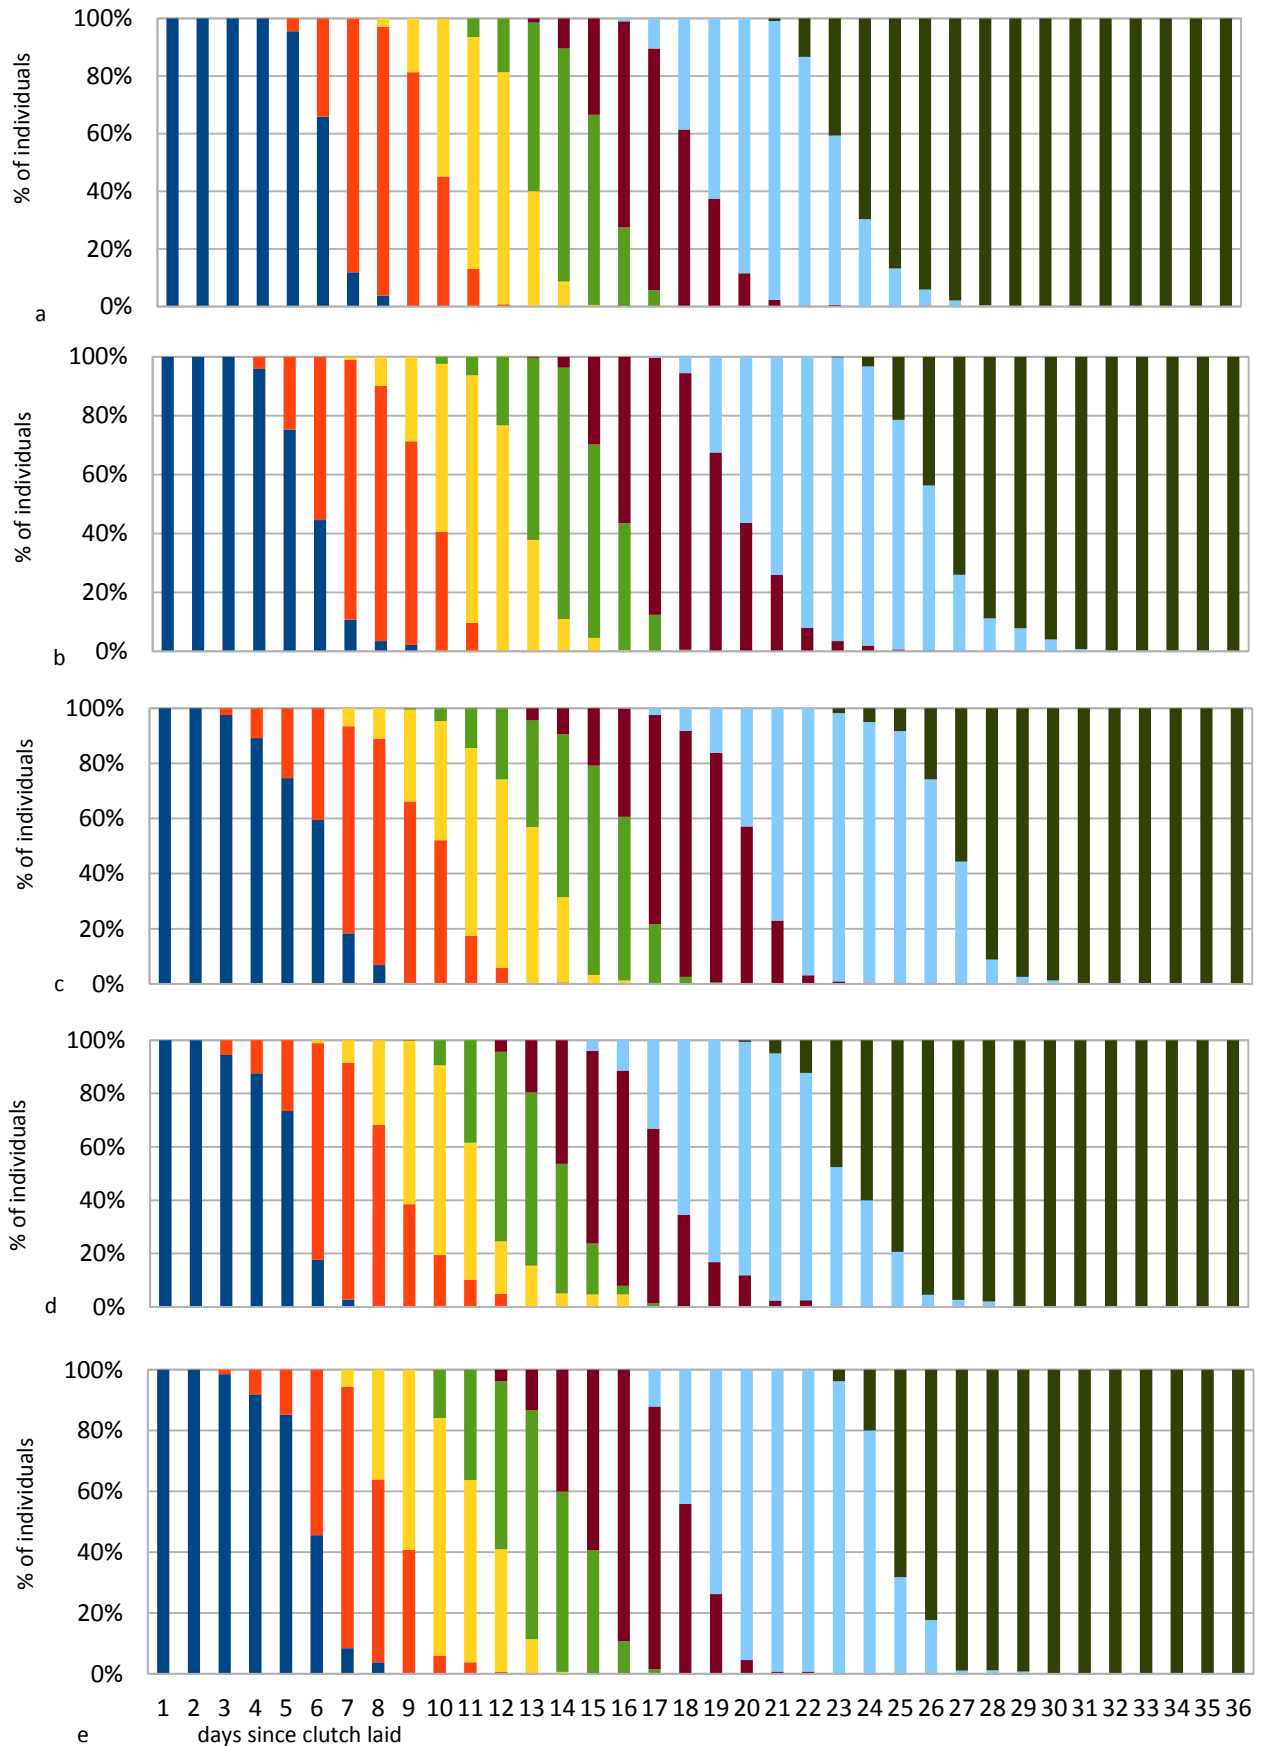 100%
80%
60%
40%
20%
0%
% of individuals
a
100%
80%
60%
40%
20%
0%
% of individuals
b
100%
80%
60%
40%
20%
0%
% of individuals
c
100%
80%
60%
40%
20%
0%
% of individuals
d
100%
80%
60%
40%
20%
0%
% of individuals
1 2 3 4 5 6 7 8 9 10 11 12 13 14 15 16 17 18 19 20 21 22 23 24 25 26 27 28 29 30 31 32 33 34 35 36
e days since clutch laid